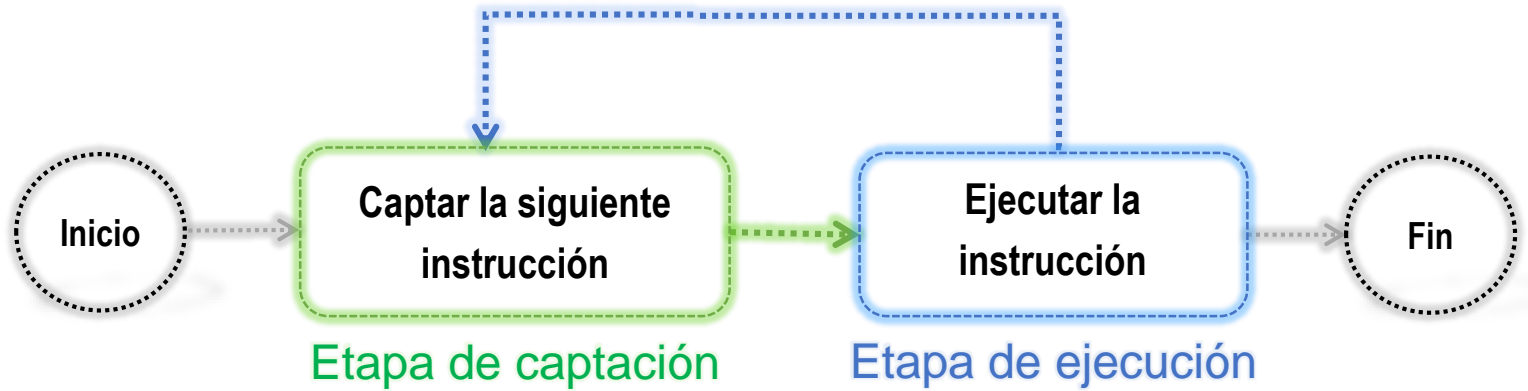 Inicio
Captar la siguiente
instrucción
Ejecutar la
instrucción
Fin
Etapa de captación
Etapa de ejecución